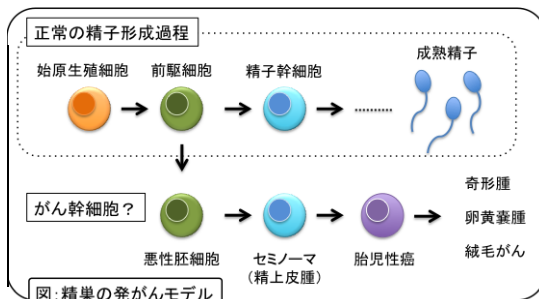 正常の精子形成過程
成熟精子
始原生殖細胞 前駆細胞 精子幹細胞
がん幹細胞?
悪性胚細胞 セミノーマ 胎児性癌
(精上皮腫)
奇形腫
卵黄嚢腫
絨毛がん
図:精巣の発がんモデル